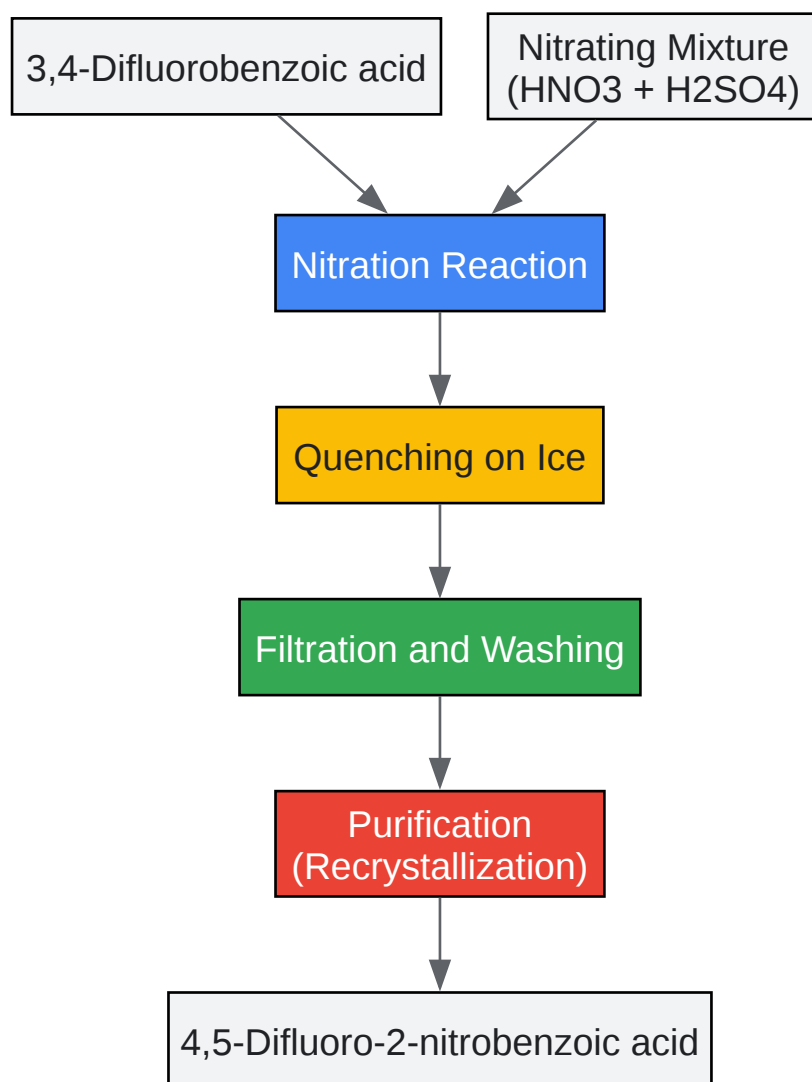 3,4-Difluorobenzoic acid
Nitrating Mixture
(HNO3 + H2SO4)
Nitration Reaction
Quenching on Ice
Filtration and Washing
Purification
(Recrystallization)
4,5-Difluoro-2-nitrobenzoic acid